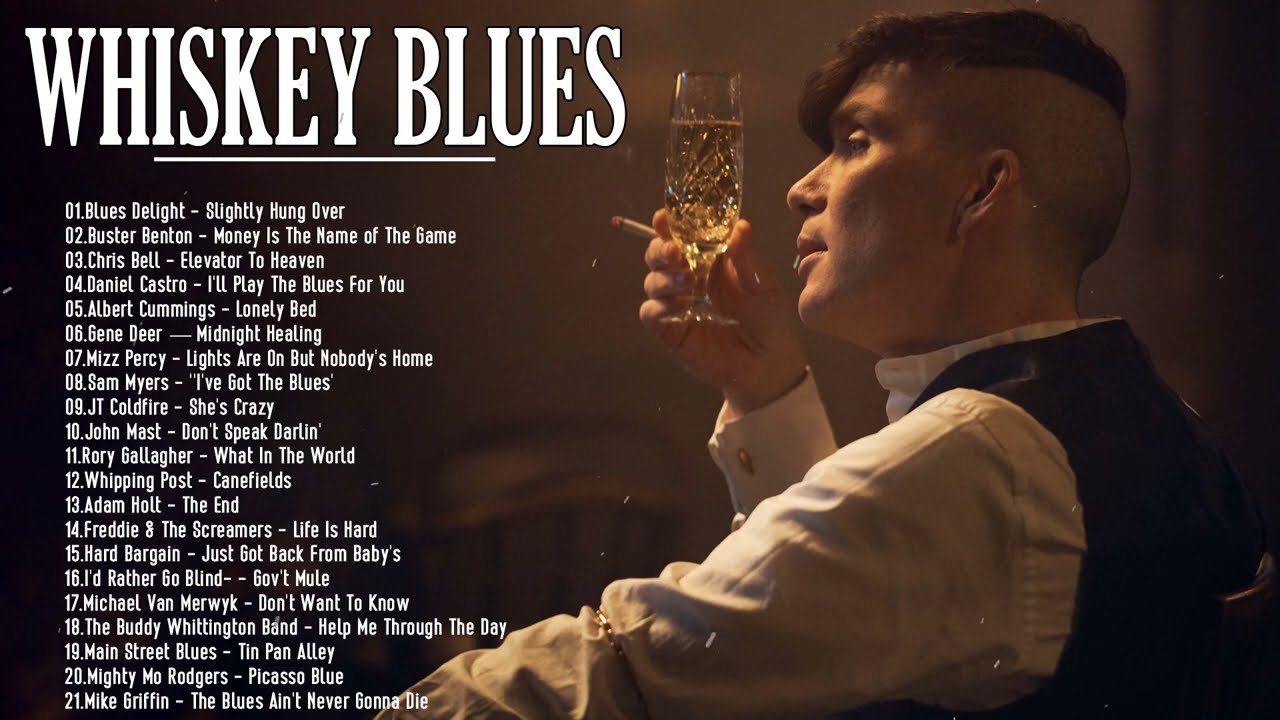 WHISKEY BLUES
01.Blues Delight - Slightly Hung Over
02.Buster Benton - Money Is The Name of The Game
03.Chris Bell - Elevator To Heaven
04.Daniel Castro - I'll Play The Blues For You
05.Albert Cummings - Lonely Bed
06.Gene Deer — Midnight Healing
07.Mizz Percy - Lights Are On But Nobody's Home
08.Sam Myers - ''I've Got The Blues'
09.JT Coldfire - She's Crazy
10.John Mast - Don't Speak Darlin'
11.Rory Gallagher - What In The World
12.Whipping Post - Canefields
13.Adam Holt - The End
14.Freddie & The Screamers - Life Is Hard
15.Hard Bargain - Just Got Back From Baby's
16.I'd Rather Go Blind- - Gov't Mule
17.Michael Van Merwyk - Don't Want To Know
18.The Buddy Whittington Band - Help Me Through The Day
19.Main Street Blues - Tin Pan Alley
20.Mighty Mo Rodgers - Picasso Blue
21.Mike Griffin - The Blues Ain't Never Gonna Die